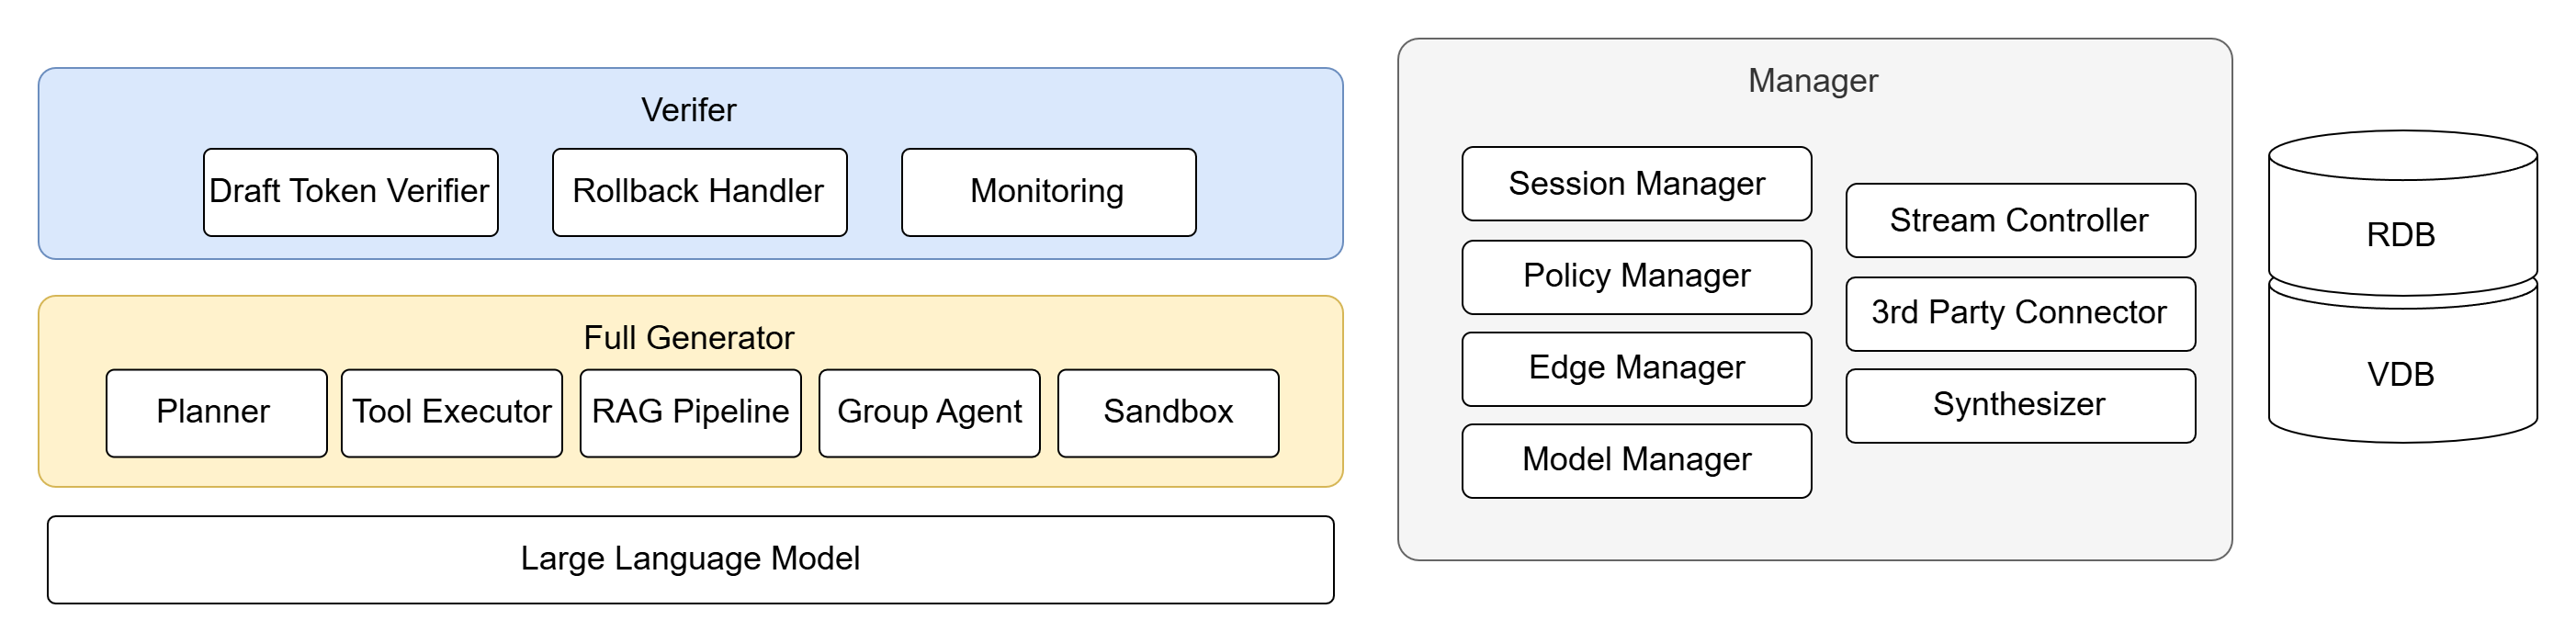 Verifer
Draft Token Verifier
Rollback Handler
Monitoring
Full Generator
Planner
Tool Executor
RAG Pipeline
Group Agent
Sandbox
Large Language Model
Manager
Session Manager
Policy Manager
Edge Manager
Model Manager
Stream Controller
3rd Party Connector
Synthesizer
RDB
VDB